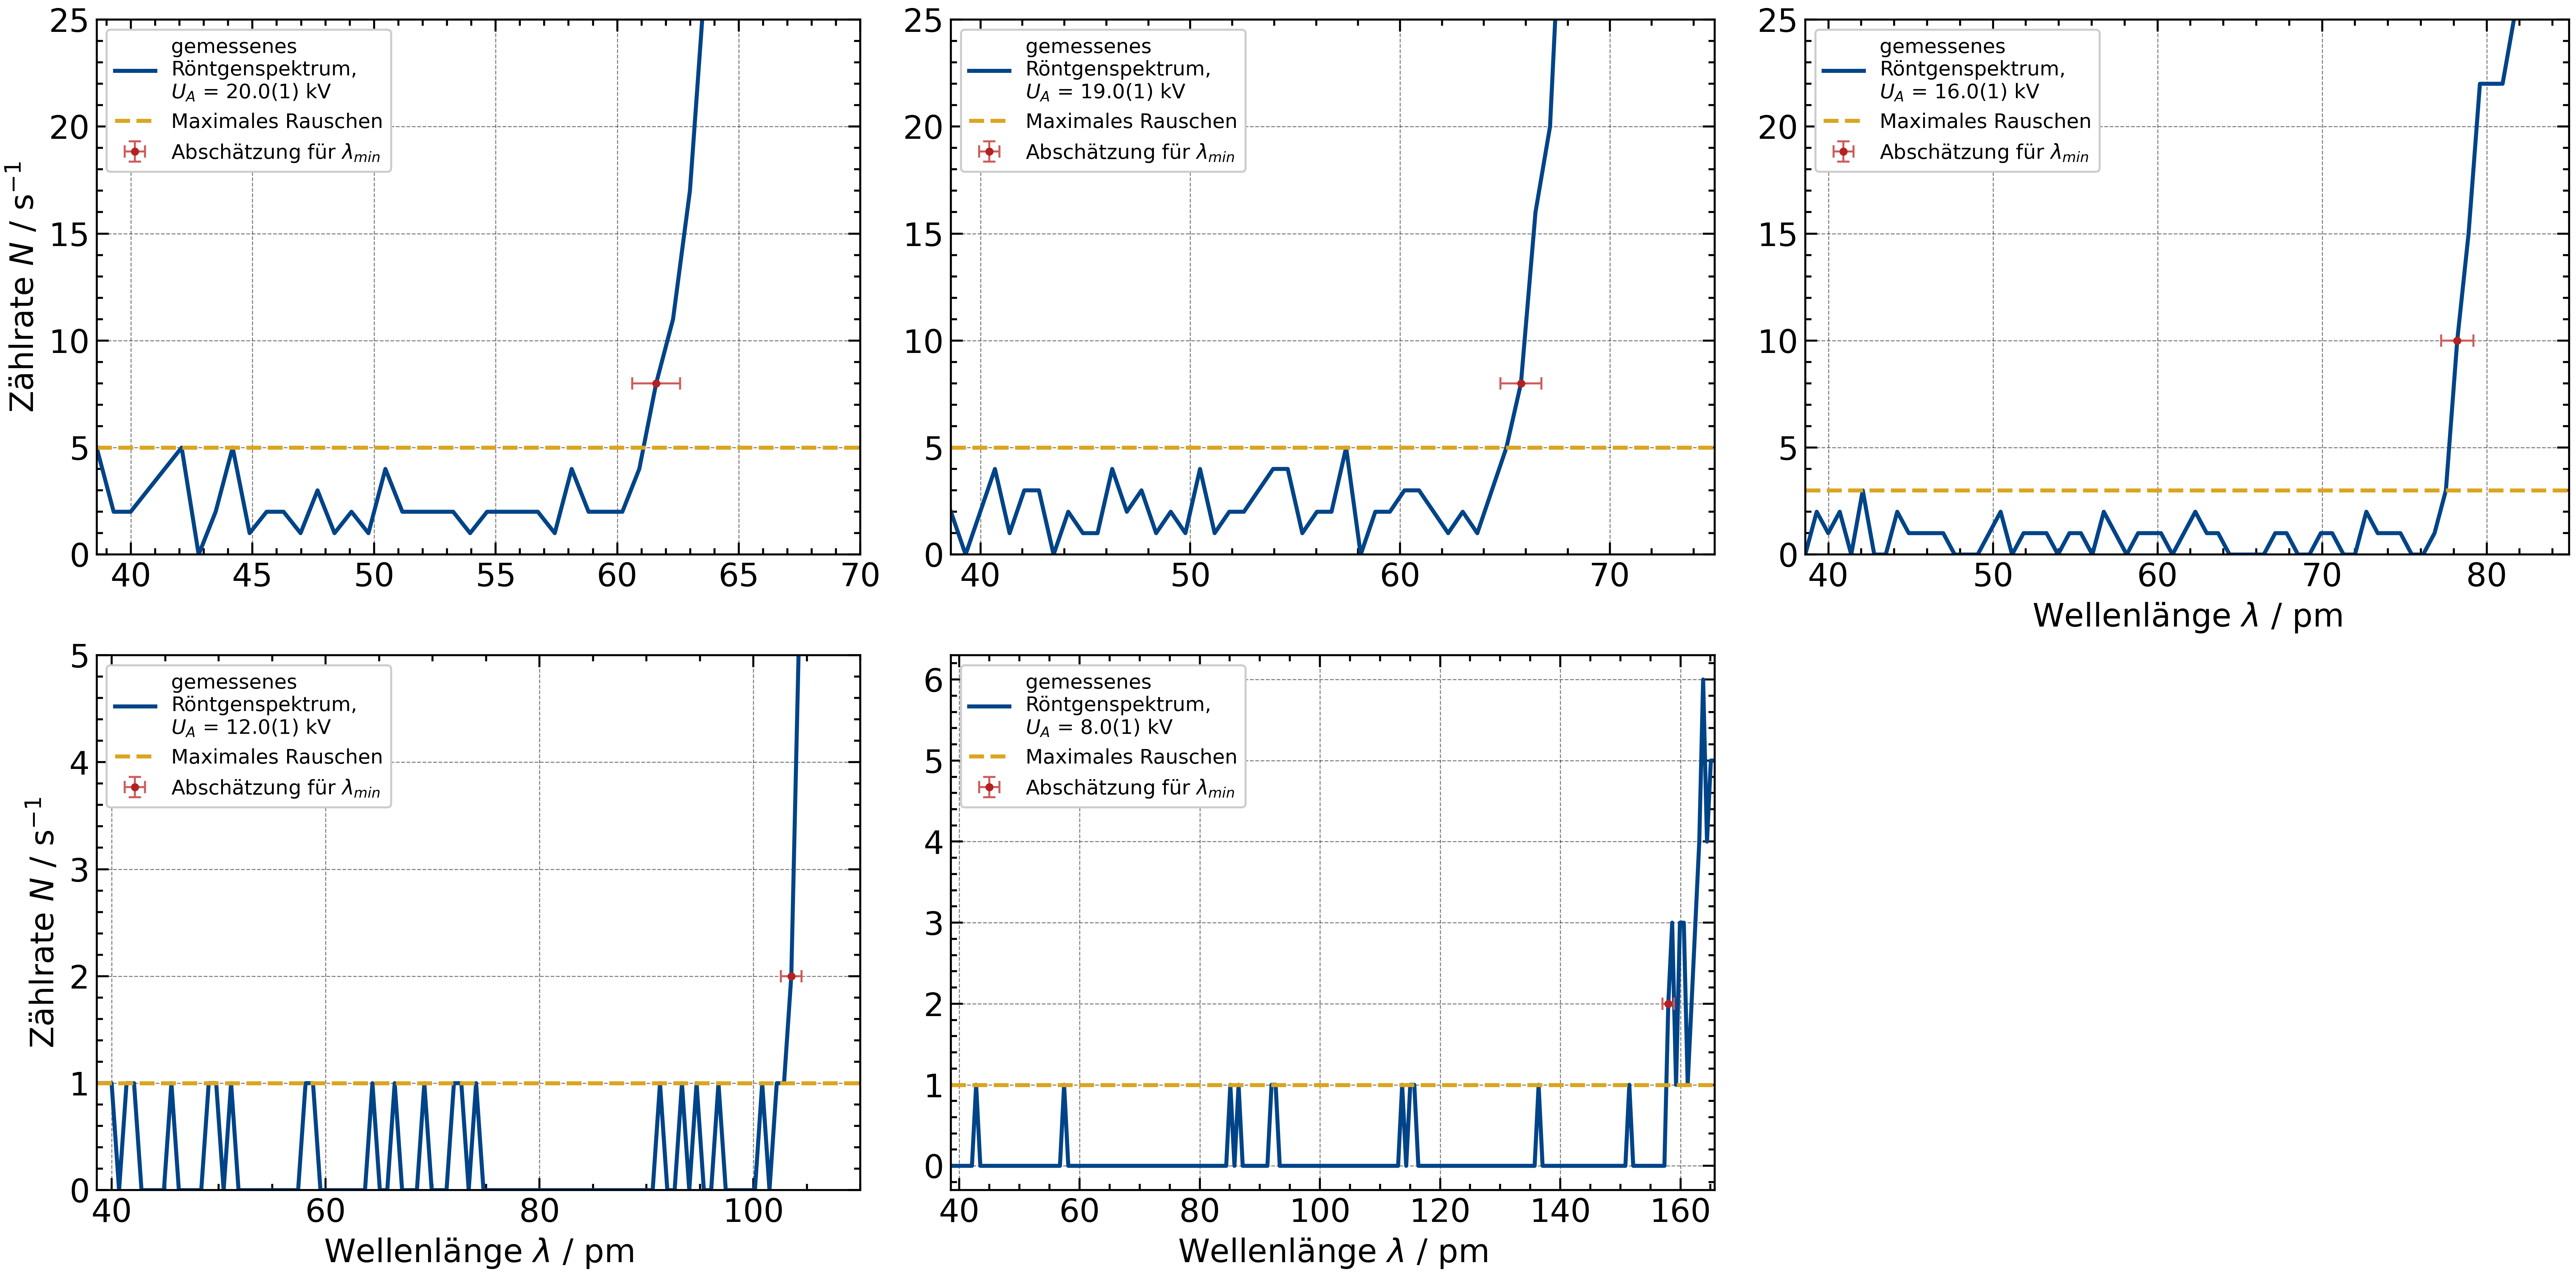 25
20
15
10
5
0
Zählrate N / s⁻¹
gemessenes
Röntgenspektrum,
U_A = 20.0(1) kV
Maximales Rauschen
Abschätzung für λ_min
40 45 50 55 60 65 70
25
20
15
10
5
0
gemessenes
Röntgenspektrum,
U_A = 19.0(1) kV
Maximales Rauschen
Abschätzung für λ_min
40 50 60 70
25
20
15
10
5
0
gemessenes
Röntgenspektrum,
U_A = 16.0(1) kV
Maximales Rauschen
Abschätzung für λ_min
40 50 60 70 80
Wellenlänge λ / pm
5
4
3
2
1
0
Zählrate N / s⁻¹
gemessenes
Röntgenspektrum,
U_A = 12.0(1) kV
Maximales Rauschen
Abschätzung für λ_min
40 60 80 100
Wellenlänge λ / pm
6
5
4
3
2
1
0
gemessenes
Röntgenspektrum,
U_A = 8.0(1) kV
Maximales Rauschen
Abschätzung für λ_min
40 60 80 100 120 140 160
Wellenlänge λ / pm